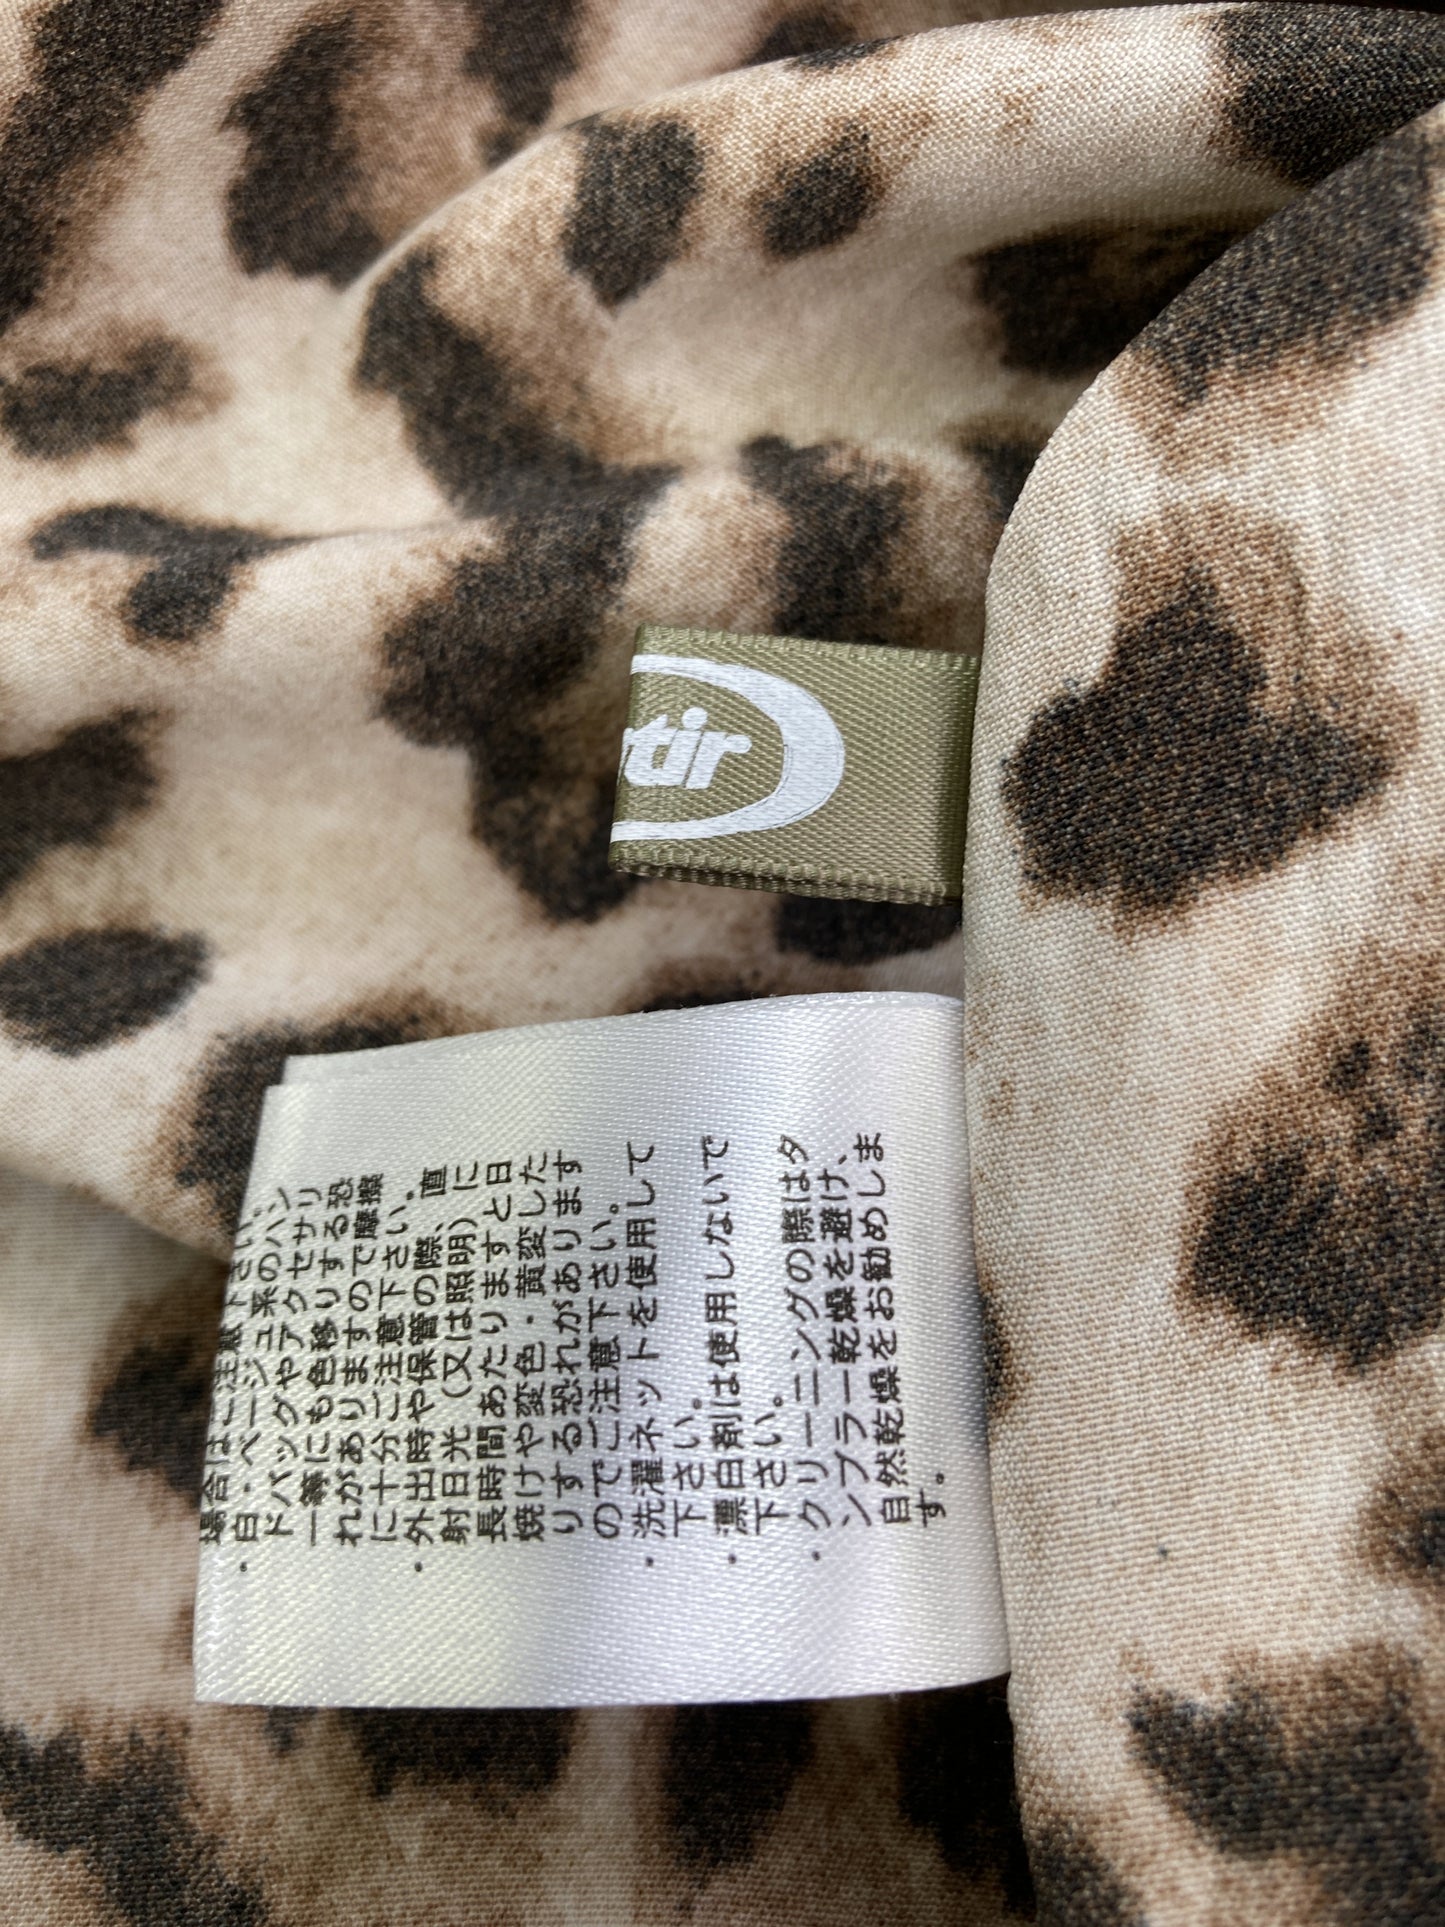 rtir
場合はご注意下さい。
・白・ベージュ系のハン
ドバッグやアクセサリ
ー等にも色移りする恐
れがありますので摩擦
に十分ご注意下さい。
・外出時や保管の際、直
射日光(又は照明)に
長時間あたりますと日
焼けや変色・黄変した
りする恐れがあります
のでご注意下さい。
・洗濯ネットを使用して
下さい。
・漂白剤は使用しないで
下さい。
・クリーニングの際はタ
ンブラー乾燥を避け、
自然乾燥をお勧めしま
す。